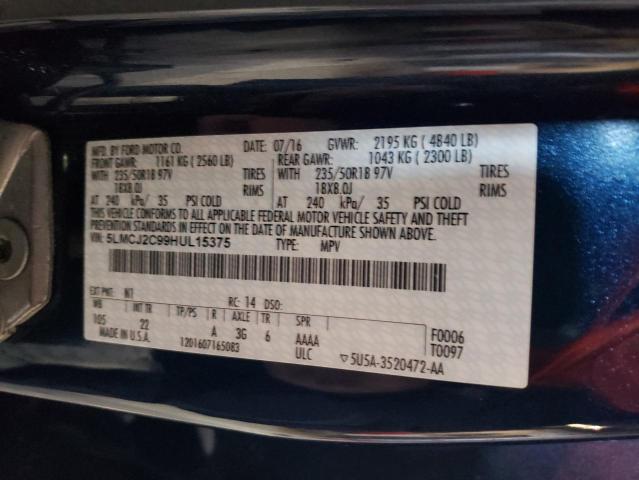 MFD. BY FORD MOTOR CO. DATE: 07/16 GVWR: 2195 KG ( 4840 LB)
FRONT GAWR: 1161 KG ( 2560 LB) REAR GAWR: 1043 KG ( 2300 LB)
WITH 235/50R18 97V TIRES WITH 235/50R18 97V TIRES
18X8.0J RIMS 18X8.0J RIMS
AT 240 kPa/ 35 PSI COLD AT 240 kPa/ 35 PSI COLD
THIS VEHICLE CONFORMS TO ALL APPLICABLE FEDERAL MOTOR VEHICLE SAFETY AND THEFT
PREVENTION STANDARDS IN EFFECT ON THE DATE OF MANUFACTURE SHOWN ABOVE.
VIN: 5LMCJ2C99HUL15375 TYPE: MPV
EXT PNT: N1 RC: 14 DSO:
WB INT TR TP/PS R AXLE TR SPR
105 22 A 3G 6 AAAA F0006
MADE IN U.S.A. 1201607165083 ULC T0097
▽5U5A-3520472-AA